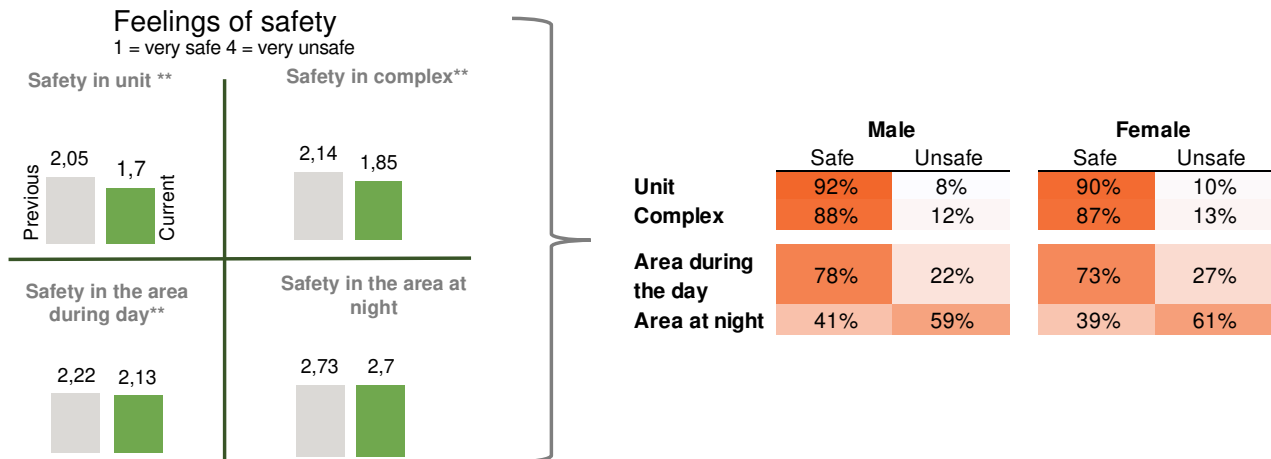 Feelings of safety
1 = very safe 4 = very unsafe
Safety in unit **
Safety in complex**
2,05
1,7
Previous
Current
2,14
1,85
Safety in the area
during day**
Safety in the area at
night
2,22
2,13
2,73
2,7
Male Female
Safe Unsafe Safe Unsafe
Unit 92% 8% 90% 10%
Complex 88% 12% 87% 13%
Area during
the day 78% 22% 73% 27%
Area at night 41% 59% 39% 61%